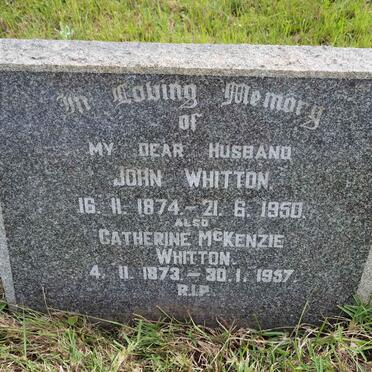 In Loving Memory
of
MY DEAR HUSBAND
JOHN WHITTON.
16.11.1874.-21.6.1950.
ALSO
CATHERINE McKENZIE
WHITTON.
4.11.1873.-30.1.1957.
R.I.P.